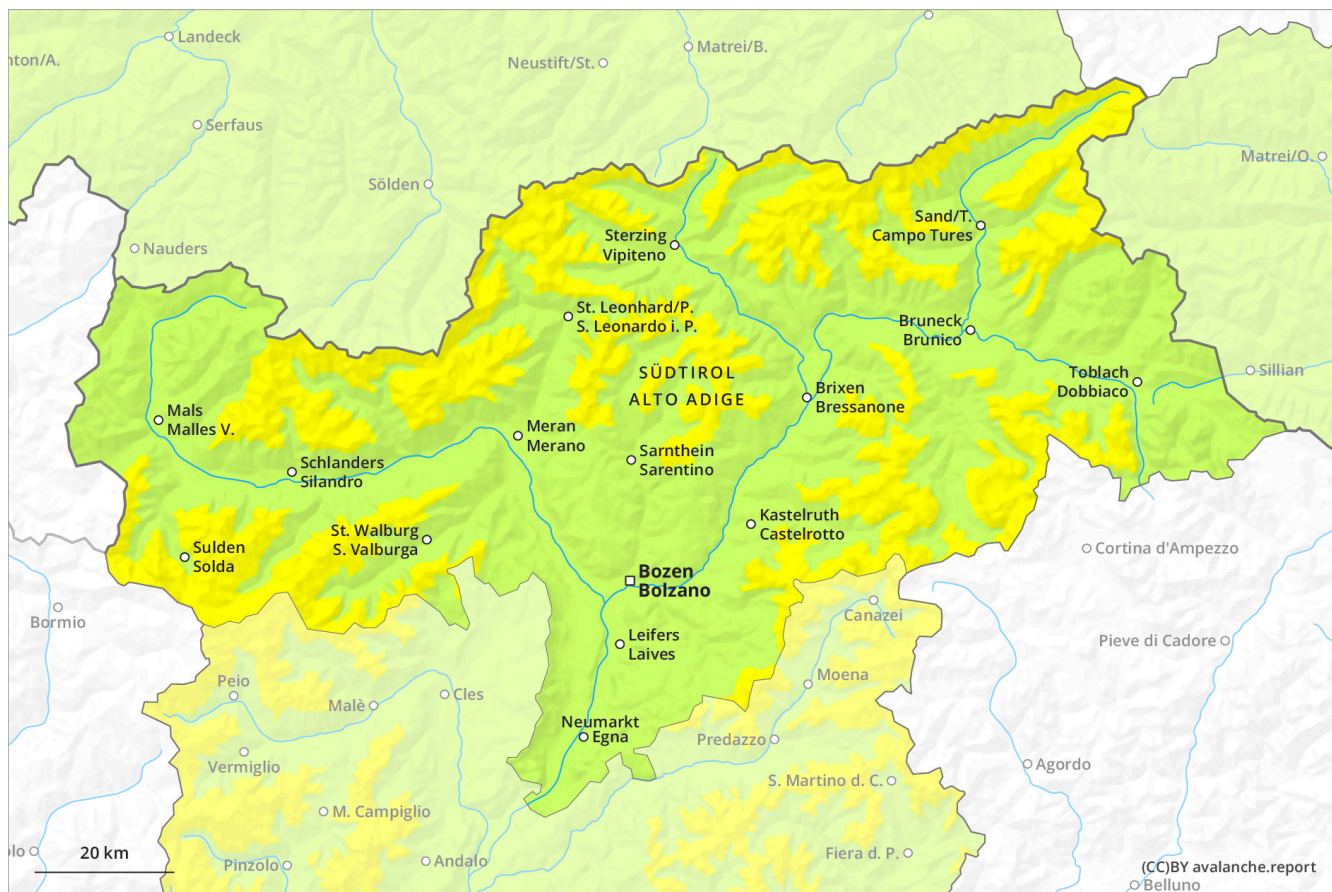 Landeck
nton/A.
Matrei/B.
Neustift/St.
Serfaus
Matrei/O.
Sölden
Nauders
Sand/T.
Campo Tures
Sterzing
Vipiteno
St. Leonhard/P.
S. Leonardo i. P.
Bruneck
Brunico
SÜDTIROL
ALTO ADIGE
Toblach
Dobbiaco
Sillian
Brixen
Bressanone
Mals
Malles V.
Meran
Merano
Sarnthein
Sarentino
Schlanders
Silandro
Kastelruth
Castelrotto
St. Walburg
S. Valburga
Sulden
Solda
Cortina d'Ampezzo
Bozen
Bolzano
Bormio
Canazei
Leifers
Laives
Pieve di Cadore
Moena
Peio
Malè
Cles
Neumarkt
Egna
Predazzo
Vermiglio
Agordo
S. Martino d. C.
M. Campiglio
olo
20 km
Pinzolo
Andalo
Fiera d. P.
(CC)BY avalanche.report
Belluno